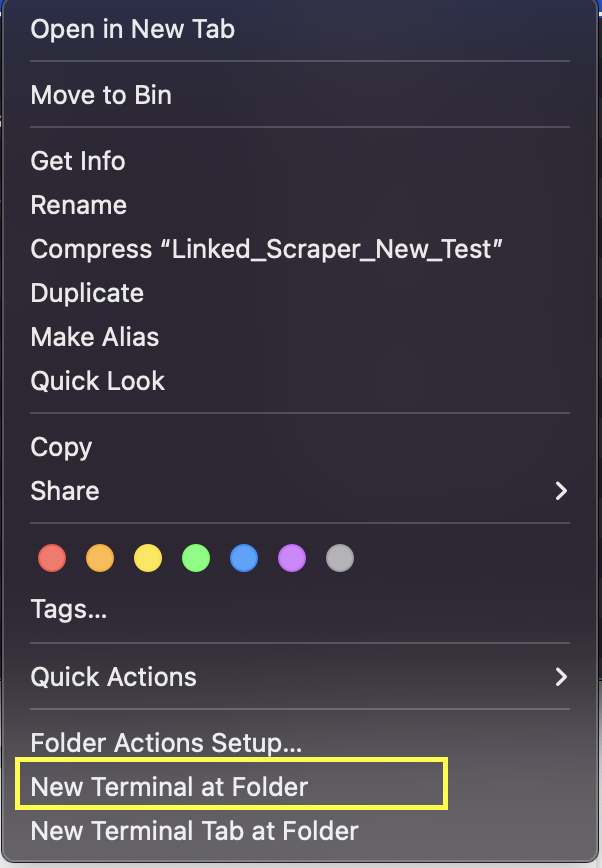 Open in New Tab
Move to Bin
Get Info
Rename
Compress “Linked_Scraper_New_Test”
Duplicate
Make Alias
Quick Look
Copy
Share
Tags...
Quick Actions
Folder Actions Setup...
New Terminal at Folder
New Terminal Tab at Folder